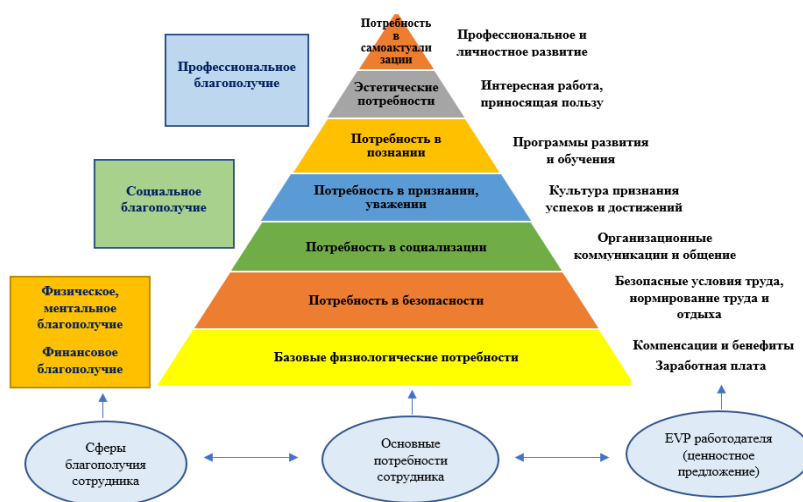 Потребность
в
самоактуали
зации
Профессиональное и
личностное развитие
Профессиональное
благополучие
Эстетические
потребности
Интересная работа,
приносящая пользу
Потребность в
познании
Программы развития
и обучения
Социальное
благополучие
Потребность в признании,
уважении
Культура признания
успехов и достижений
Потребность в социализации
Организационные
коммуникации и общение
Физическое,
ментальное
благополучие
Финансовое
благополучие
Потребность в безопасности
Безопасные условия труда,
нормирование труда и
отдыха
Базовые физиологические потребности
Компенсации и бенефиты
Заработная плата
Сферы
благополучия
сотрудника
Основные
потребности
сотрудника
EVP работодателя
(ценностное
предложение)